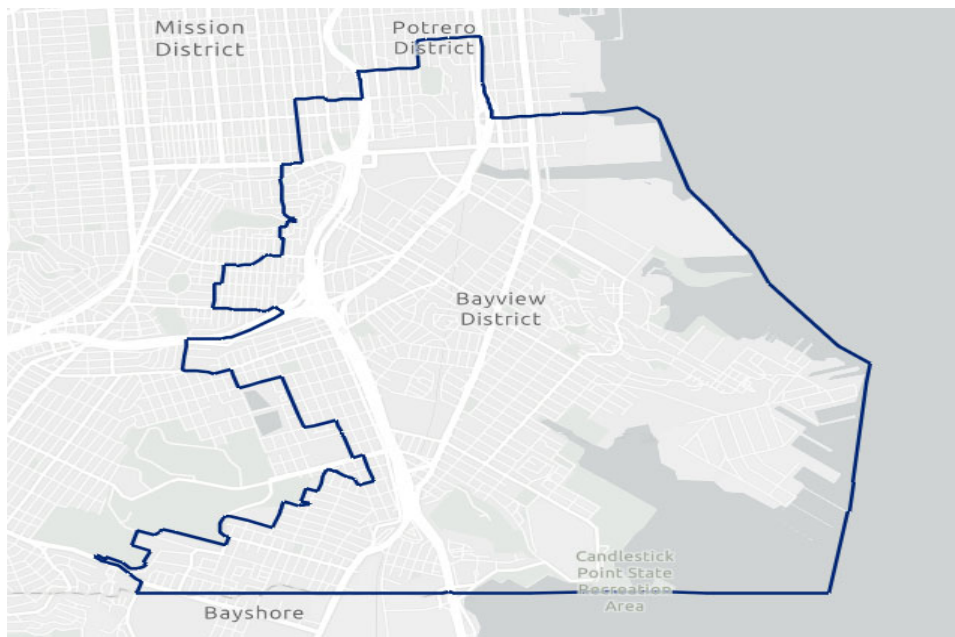 Mission
District
Potrero
District
Bayview
District
Candlestick
Point State
Recreation
Area
Bayshore